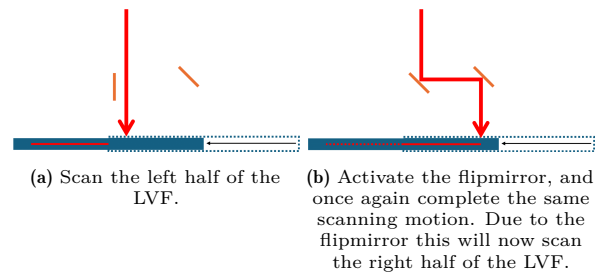 (a) Scan the left half of the
LVF.
(b) Activate the flipmirror, and
once again complete the same
scanning motion. Due to the
flipmirror this will now scan
the right half of the LVF.